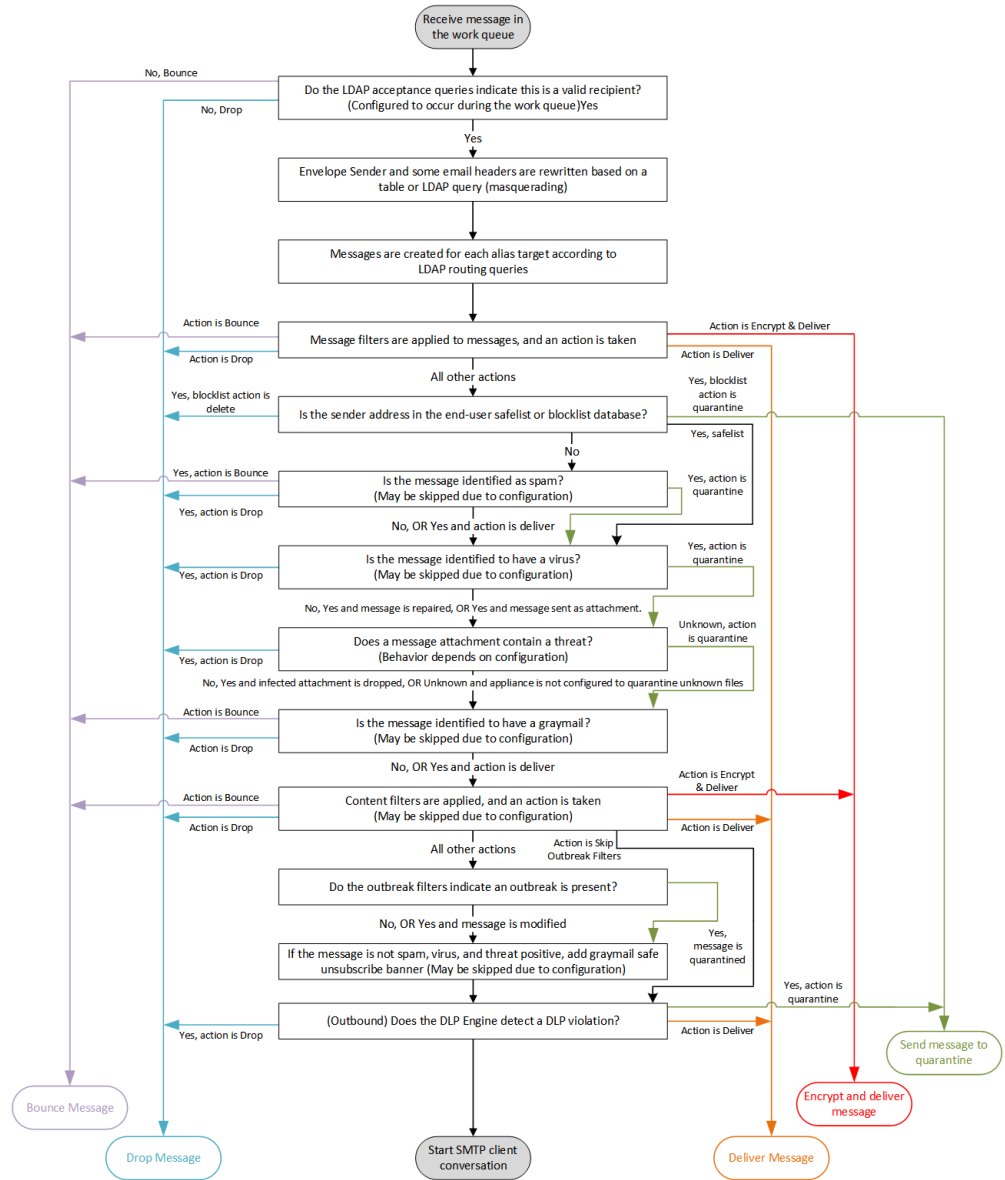 Receive message in
the work queue
No, Bounce
Do the LDAP acceptance queries indicate this is a valid recipient?
(Configured to occur during the work queue)Yes
No, Drop
Yes
Envelope Sender and some email headers are rewritten based on a
table or LDAP query (masquerading)
Messages are created for each alias target according to
LDAP routing queries
Action is Bounce
Action is Encrypt & Deliver
Message filters are applied to messages, and an action is taken
Action is Drop
Action is Deliver
All other actions
Yes, blocklist action is
delete
Yes, blocklist
action is
quarantine
Is the sender address in the end-user safelist or blocklist database?
Yes, safelist
No
Yes, action is Bounce
Is the message identified as spam?
(May be skipped due to configuration)
Yes, action is
quarantine
Yes, action is Drop
No, OR Yes and action is deliver
Is the message identified to have a virus?
(May be skipped due to configuration)
Yes, action is
quarantine
Yes, action is Drop
No, Yes and message is repaired, OR Yes and message sent as attachment.
Unknown, action
is quarantine
Does a message attachment contain a threat?
(Behavior depends on configuration)
Yes, action is Drop
No, Yes and infected attachment is dropped, OR Unknown and appliance is not configured to quarantine unknown files
Action is Bounce
Is the message identified to have a graymail?
(May be skipped due to configuration)
Action is Drop
No, OR Yes and action is deliver
Action is Encrypt
& Deliver
Action is Bounce
Content filters are applied, and an action is taken
(May be skipped due to configuration)
Action is Drop
Action is Deliver
All other actions
Action is Skip
Outbreak Filters
Do the outbreak filters indicate an outbreak is present?
No, OR Yes and message is modified
Yes,
message is
quarantined
If the message is not spam, virus, and threat positive, add graymail safe
unsubscribe banner (May be skipped due to configuration)
Yes, action is
quarantine
(Outbound) Does the DLP Engine detect a DLP violation?
Yes, action is Drop
Action is Deliver
Send message to
quarantine
Bounce Message
Encrypt and deliver
message
Drop Message
Start SMTP client
conversation
Deliver Message